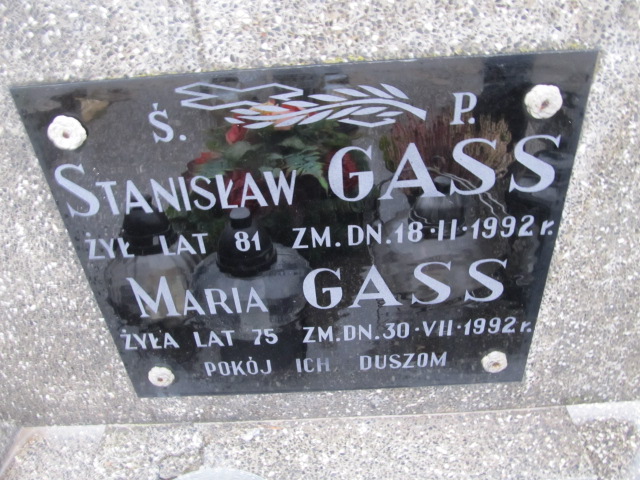 Ś. P.
STANISŁAW GASS
ŻYŁ LAT 81 ZM. DN. 18·II·1992 r.
MARIA GASS
ŻYŁA LAT 75 ZM. DN. 30·VII·1992 r.
POKÓJ ICH DUSZOM